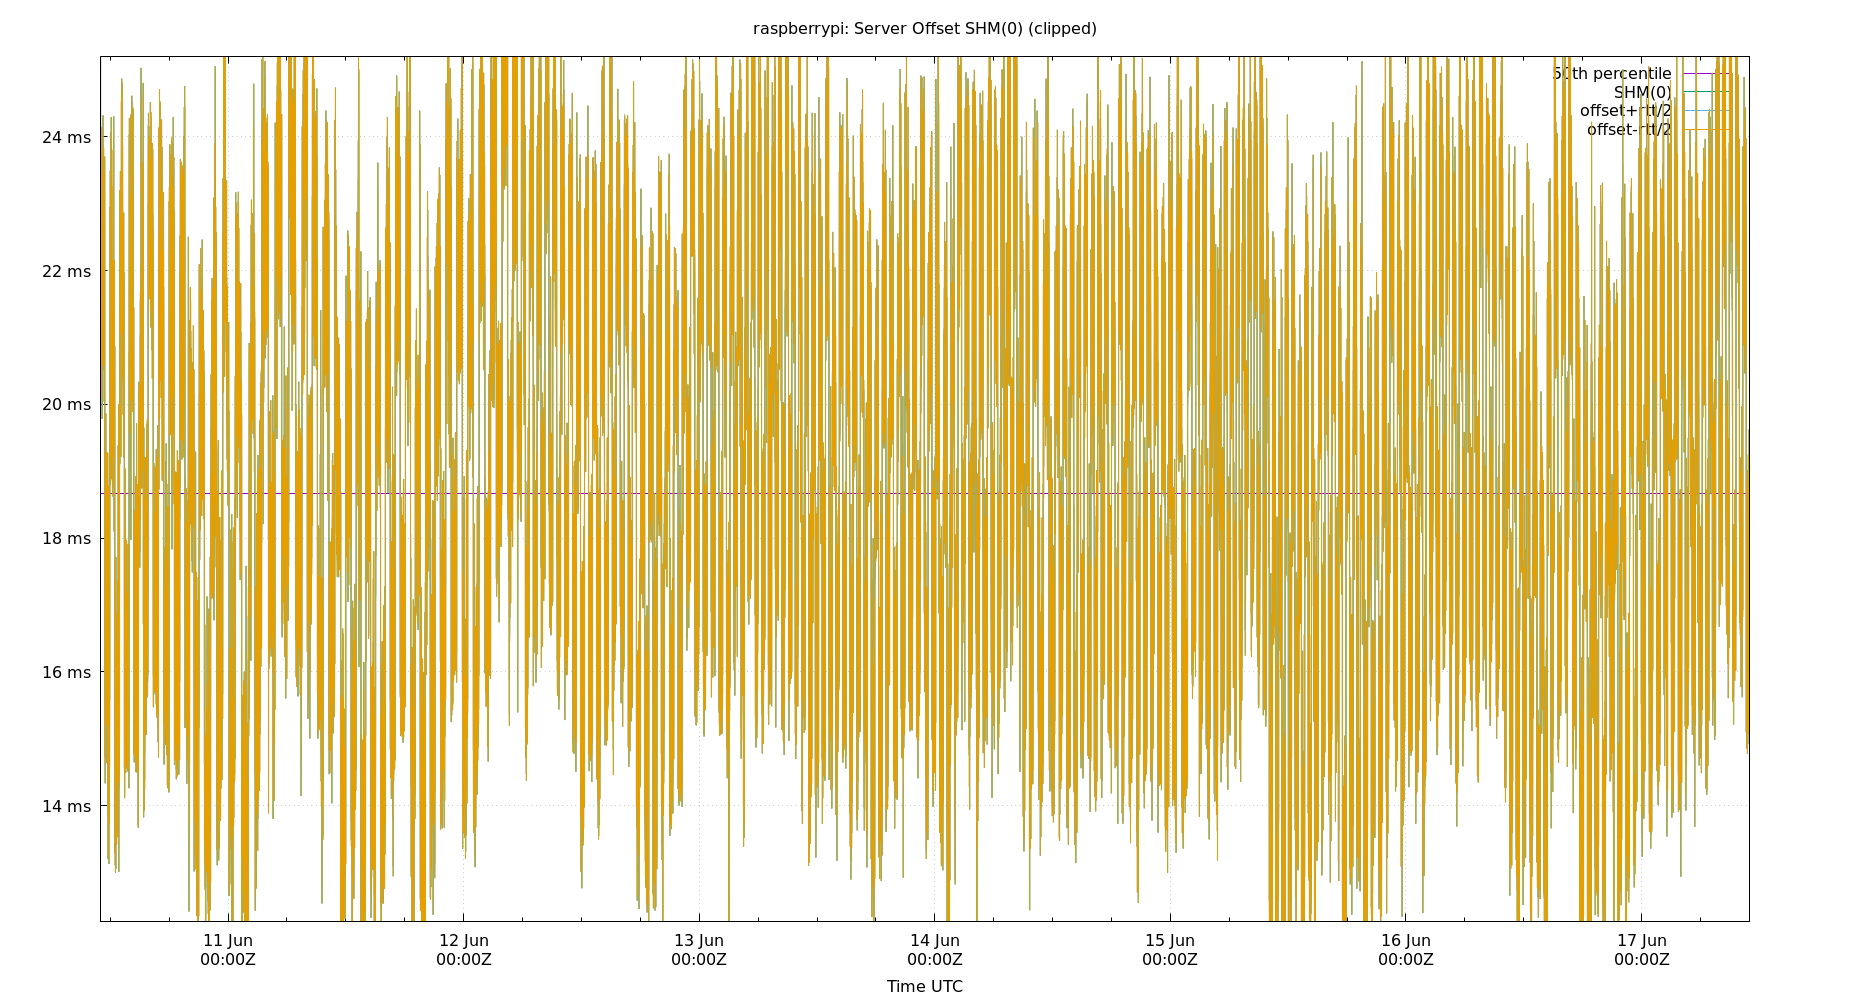 raspberrypi: Server Offset SHM(0) (clipped)
50th percentile
SHM(0)
offset+rtt/2
offset-rtt/2
24 ms
22 ms
20 ms
18 ms
16 ms
14 ms
11 Jun 12 Jun 13 Jun 14 Jun 15 Jun 16 Jun 17 Jun
00:00Z 00:00Z 00:00Z 00:00Z 00:00Z 00:00Z 00:00Z
Time UTC